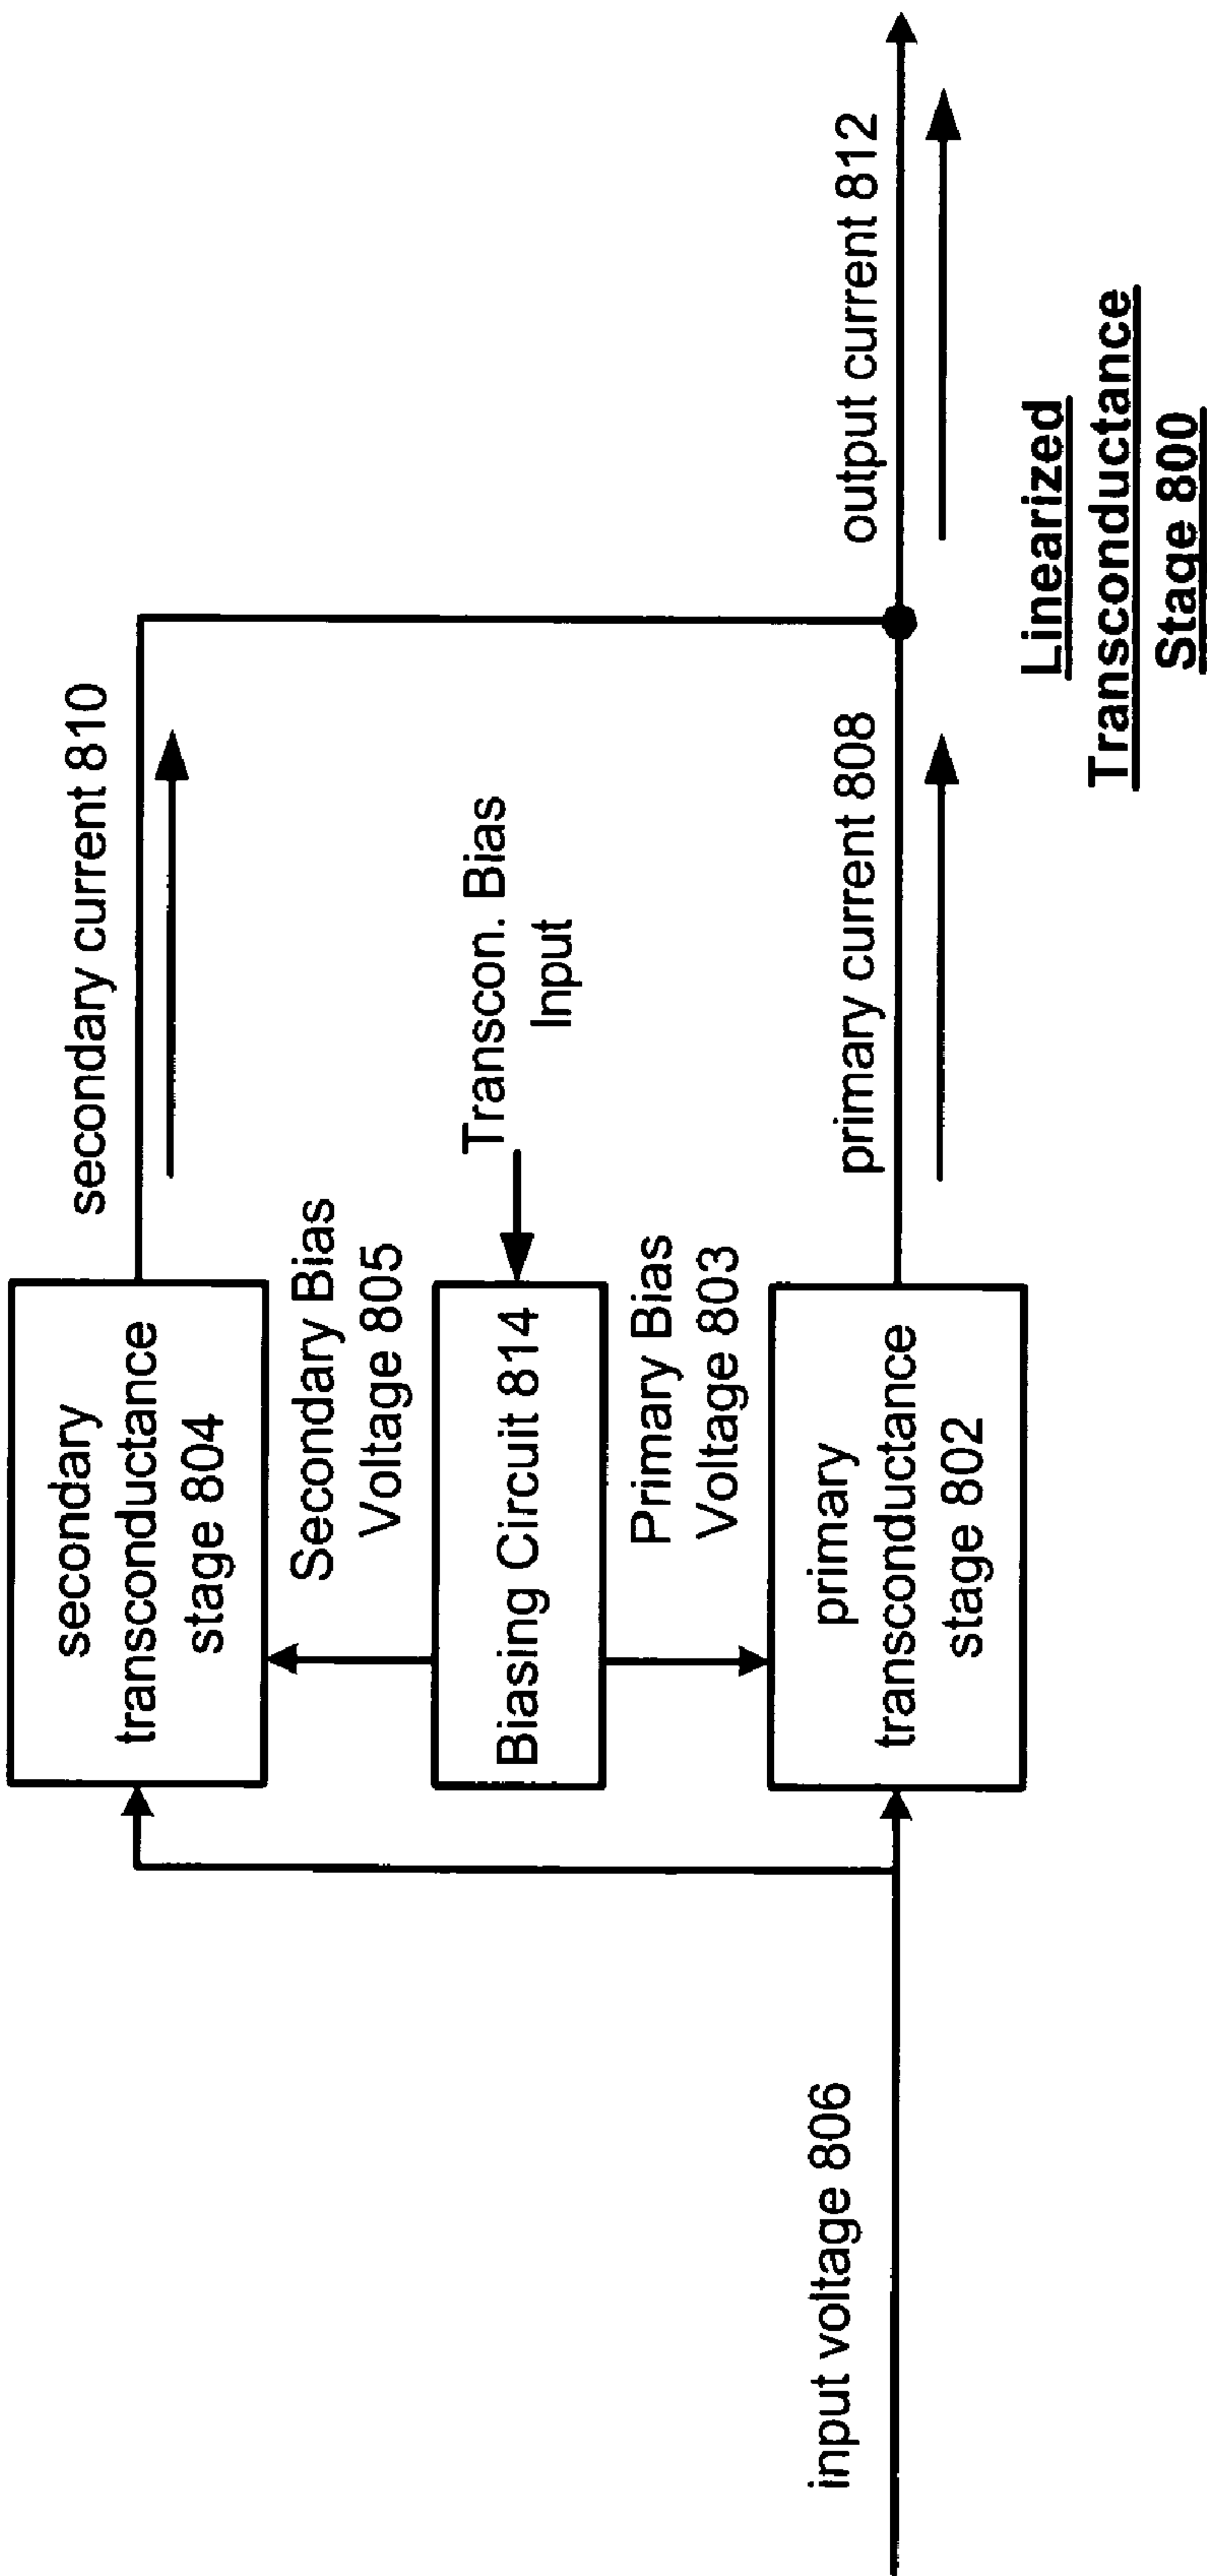 secondary current 810
secondary
transconductance
stage 804
Secondary Bias
Voltage 805
Transcon. Bias
Input
Biasing Circuit 814
Primary Bias
Voltage 803
input voltage 806
primary
transconductance
stage 802
primary current 808
output current 812
Linearized
Transconductance
Stage 800